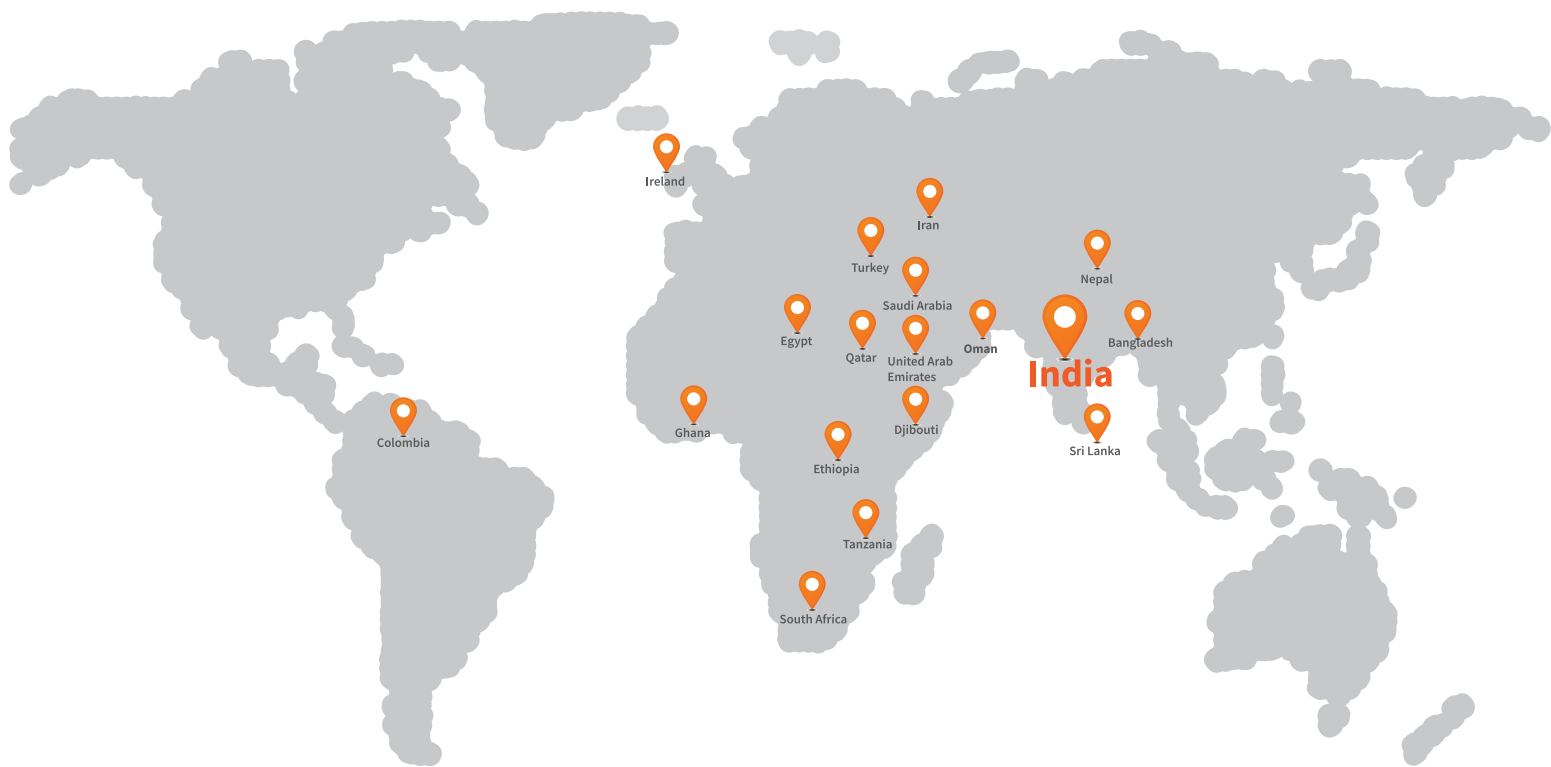 Ireland
Iran
Turkey
Nepal
Saudi Arabia
Egypt
Qatar
Oman
Bangladesh
United Arab
Emirates
India
Ghana
Djibouti
Colombia
Sri Lanka
Ethiopia
Tanzania
South Africa